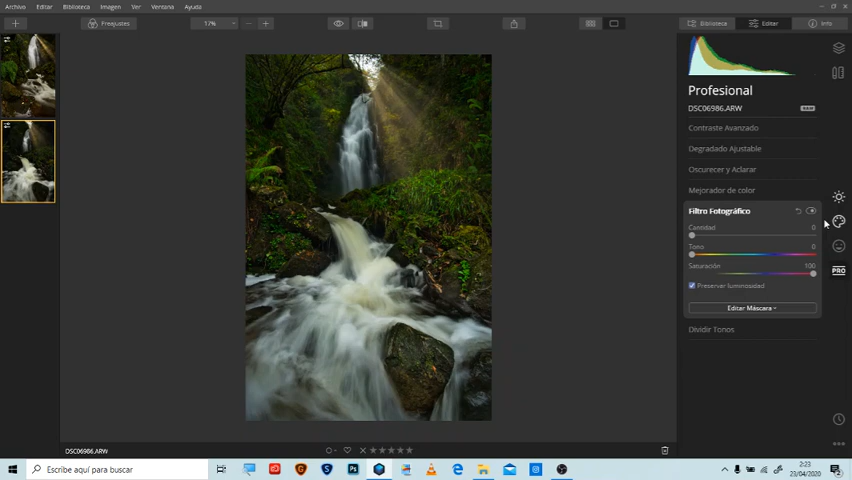 Archivo Editar Biblioteca Imagen Ver Ventana Ayuda
Preajustes 17% Biblioteca Editar Info
Profesional
DSC06986.ARW
Contraste Avanzado
Degradado Ajustable
Oscurecer y Aclarar
Mejorador de color
Filtro Fotográfico
Cantidad 0
Tono 0
Saturación 100
Preservar luminosidad
Editar Máscara
PRO
Dividir Tonos
DSC06986.ARW
Escribe aquí para buscar
Ps
2:23
23/04/2020